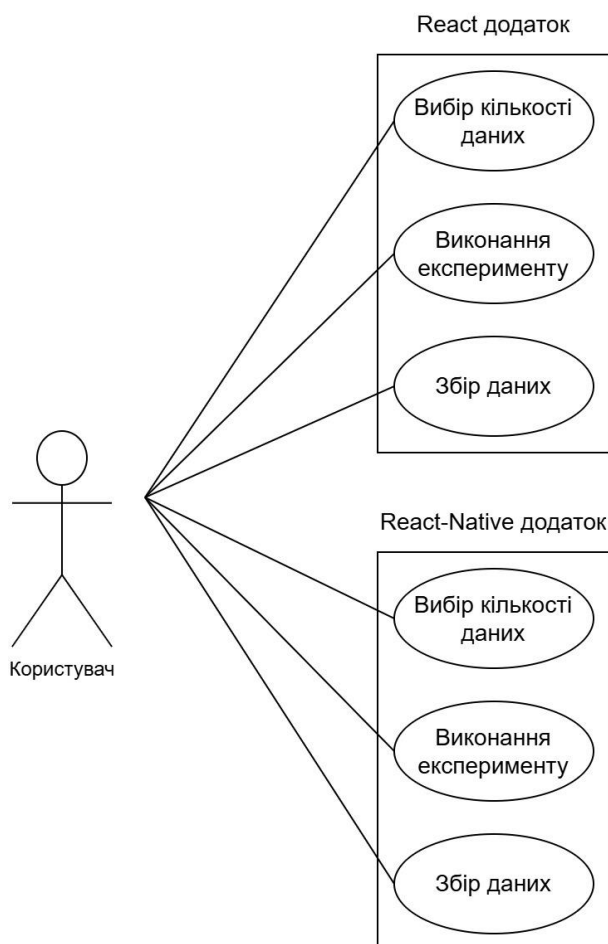 React додаток
Вибір кількості
даних
Виконання
експерименту
Збір даних
Користувач
React-Native додаток
Вибір кількості
даних
Виконання
експерименту
Збір даних